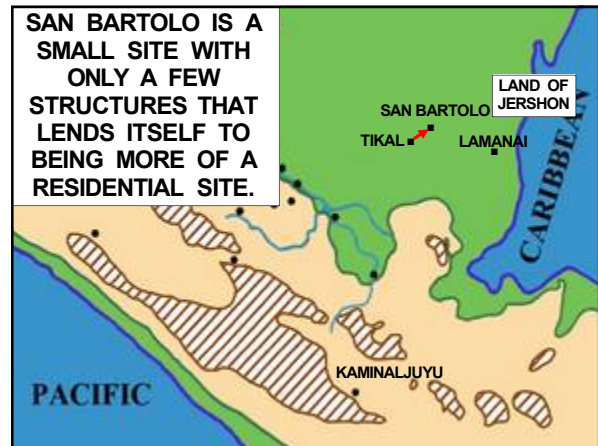 SAN BARTOLO IS A
SMALL SITE WITH
ONLY A FEW
STRUCTURES THAT
LENDS ITSELF TO
BEING MORE OF A
RESIDENTIAL SITE.
LAND OF
JERSHON
SAN BARTOLO
TIKAL
LAMANAI
CARIBBEAN
KAMINALJUYU
PACIFIC